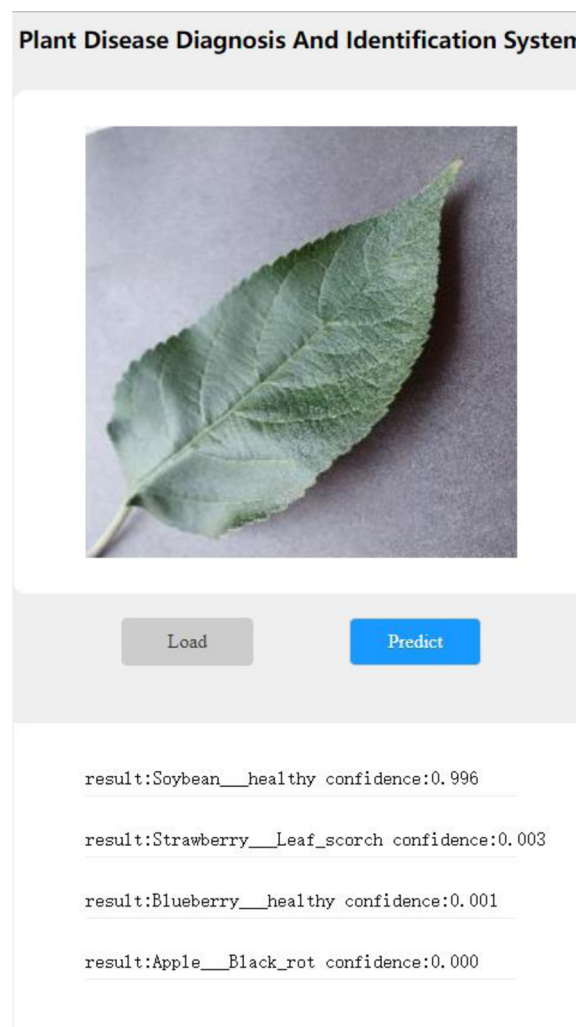 Plant Disease Diagnosis And Identification System
Load
Predict
result:Soybean___healthy confidence:0.996
result:Strawberry___Leaf_scorch confidence:0.003
result:Blueberry___healthy confidence:0.001
result:Apple___Black_rot confidence:0.000